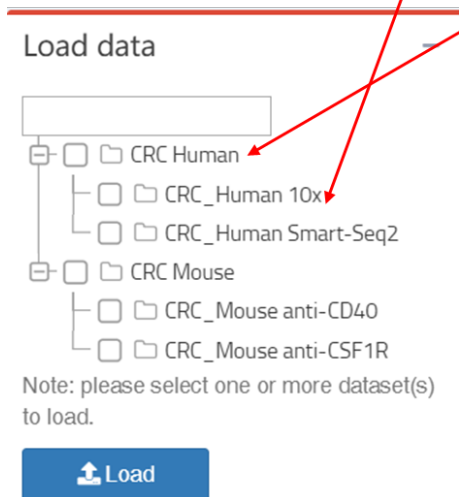 Load data
CRC Human
CRC_Human 10x
CRC_Human Smart-Seq2
CRC Mouse
CRC_Mouse anti-CD40
CRC_Mouse anti-CSF1R
Note: please select one or more dataset(s)
to load.
Load